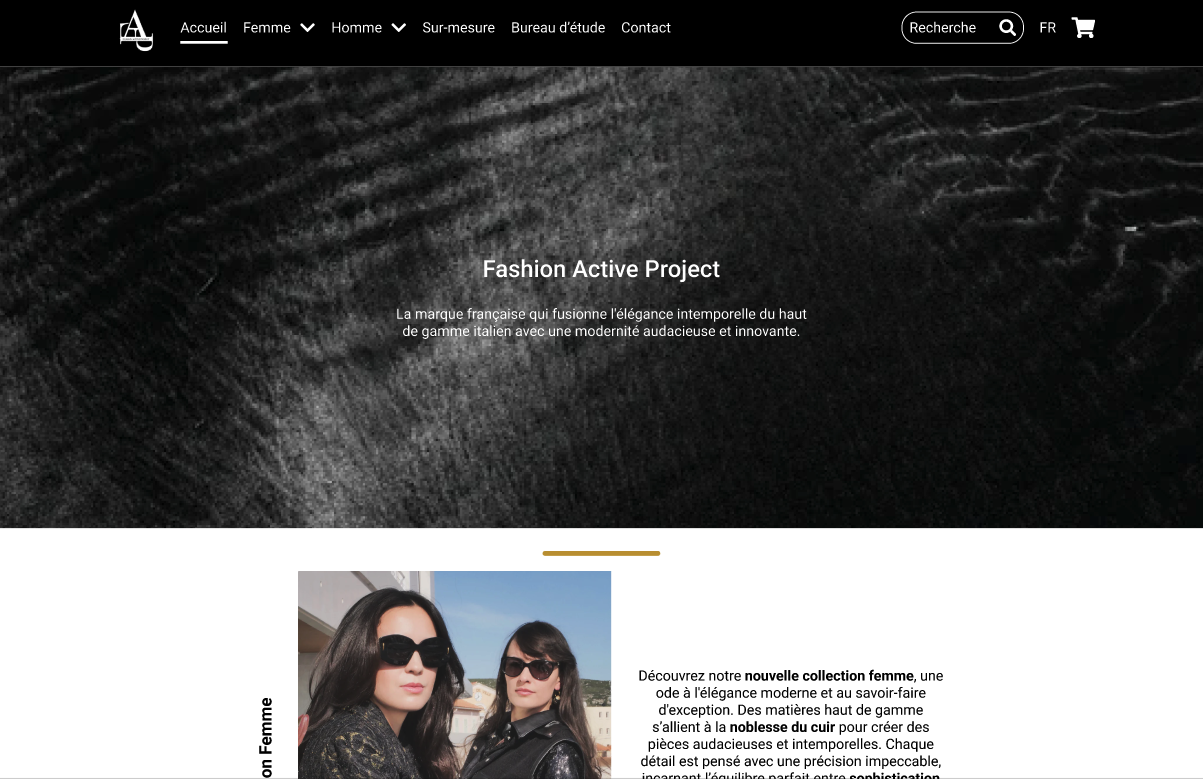 Accueil Femme Homme Sur-mesure Bureau d'étude Contact Recherche FR
Fashion Active Project
La marque française qui fusionne l'élégance intemporelle du haut
de gamme italien avec une modernité audacieuse et innovante.
on Femme
Découvrez notre nouvelle collection femme, une
ode à l'élégance moderne et au savoir-faire
d'exception. Des matières haut de gamme
s'allient à la noblesse du cuir pour créer des
pièces audacieuses et intemporelles. Chaque
détail est pensé avec une précision impeccable,
incarnant l'équilibre parfait entre sophistication